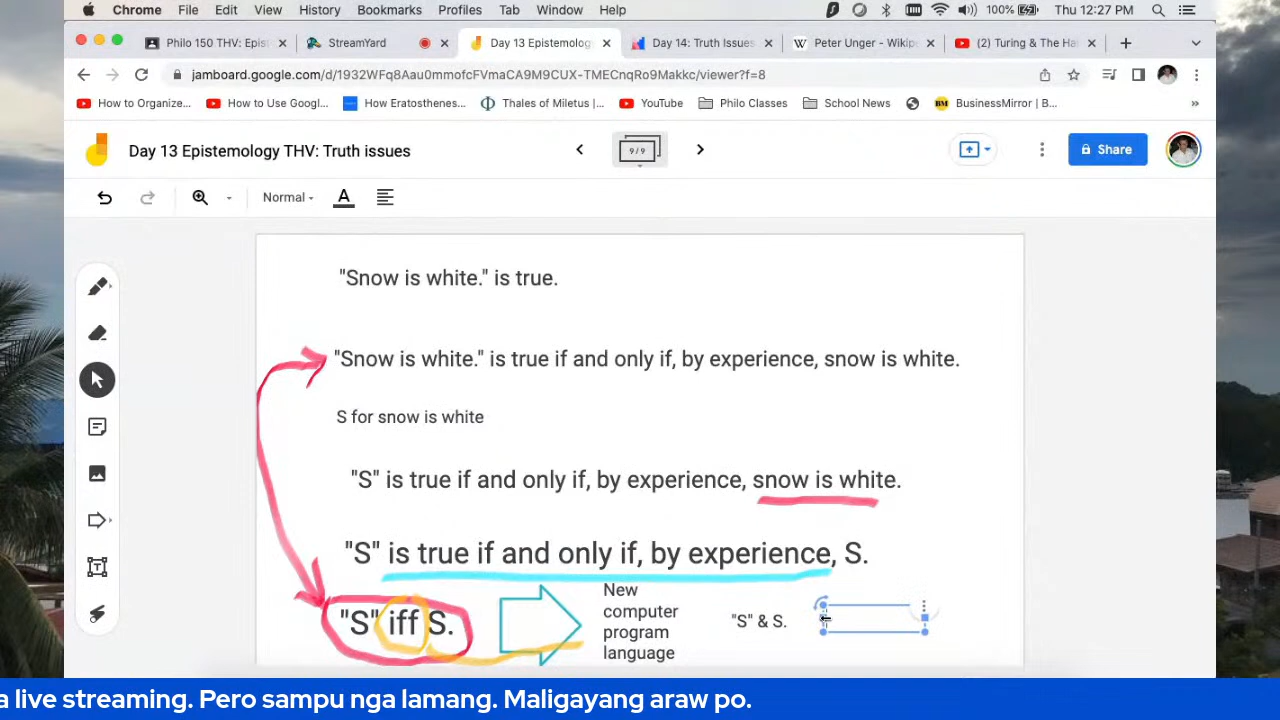 Chrome File Edit View History Bookmarks Profiles Tab Window Help 100% Thu 12:27 PM
Philo 150 THV: Epist StreamYard Day 13 Epistemolog Day 14: Truth Issues Peter Unger - Wikip (2) Turing & The Ha
jamboard.google.com/d/1932WFq8Aau0mmofcFVmaCA9M9CUX-TMECnqRo9Makkc/viewer?f=8
How to Organize... How to Use Googl... How Eratosthenes... Thales of Miletus |... YouTube Philo Classes School News BM BusinessMirror | B... »
Day 13 Epistemology THV: Truth issues 9/9 Share
Normal A
"Snow is white." is true.
"Snow is white." is true if and only if, by experience, snow is white.
S for snow is white
"S" is true if and only if, by experience, snow is white.
"S" is true if and only if, by experience, S.
"S" iff S.
New
computer
program
language
"S" & S.
a live streaming. Pero sampu nga lamang. Maligayang araw po.